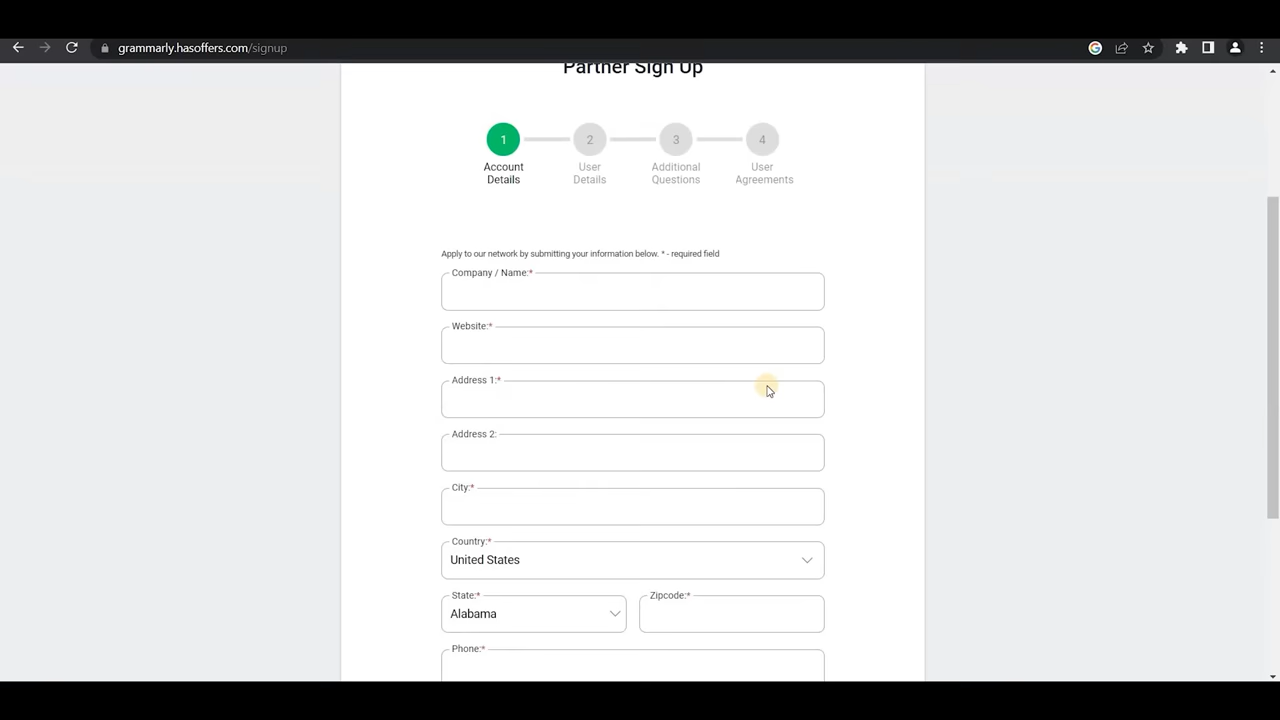 grammarly.hasoffers.com/signup
Partner Sign Up
1
2
3
4
Account
Details
User
Details
Additional
Questions
User
Agreements
Apply to our network by submitting your information below. * - required field
Company / Name:*
Website:*
Address 1:*
Address 2:
City:*
Country:*
United States
State:*
Alabama
Zipcode:*
Phone:*